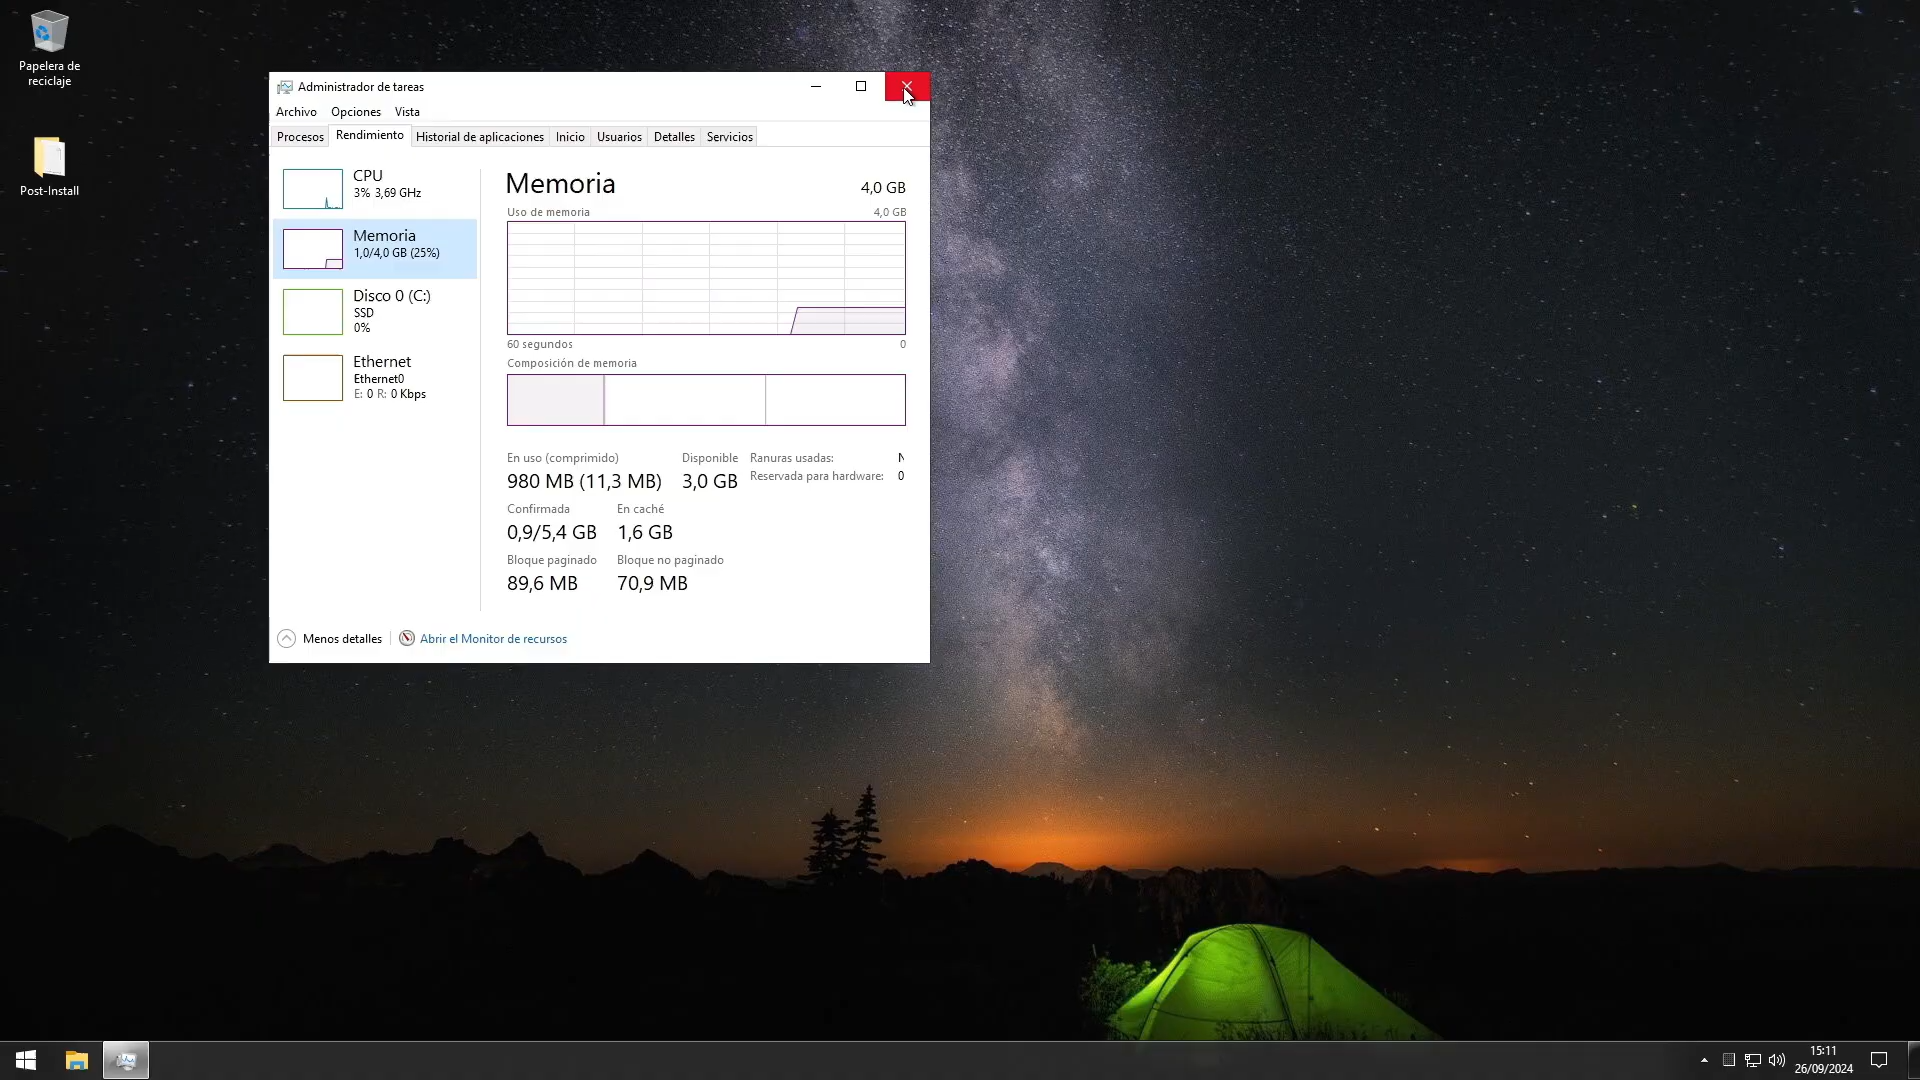 Papelera de
reciclaje
Post-Install
Administrador de tareas
Archivo Opciones Vista
Procesos Rendimiento Historial de aplicaciones Inicio Usuarios Detalles Servicios
CPU
3% 3,69 GHz
Memoria
1,0/4,0 GB (25%)
Disco 0 (C:)
SSD
0%
Ethernet
Ethernet0
E: 0 R: 0 Kbps
Memoria 4,0 GB
Uso de memoria 4,0 GB
60 segundos 0
Composición de memoria
En uso (comprimido) Disponible Ranuras usadas: N
980 MB (11,3 MB) 3,0 GB Reservada para hardware: 0
Confirmada En caché
0,9/5,4 GB 1,6 GB
Bloque paginado Bloque no paginado
89,6 MB 70,9 MB
Menos detalles Abrir el Monitor de recursos
15:11
26/09/2024